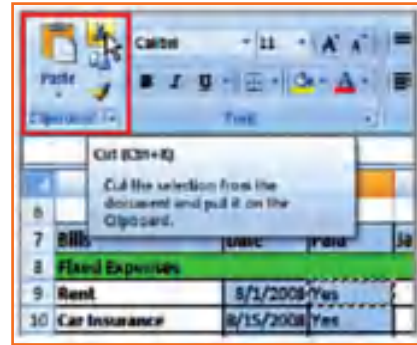 Calibri 11 A A
Paste
B I U A
Clipboard Font
Cut (Ctrl+X)
Cut the selection from the
document and put it on the
Clipboard.
6
7 Bills Date Paid
8 Fixed Expenses
9 Rent 8/1/2008 Yes
10 Car Insurance 8/15/2008 Yes